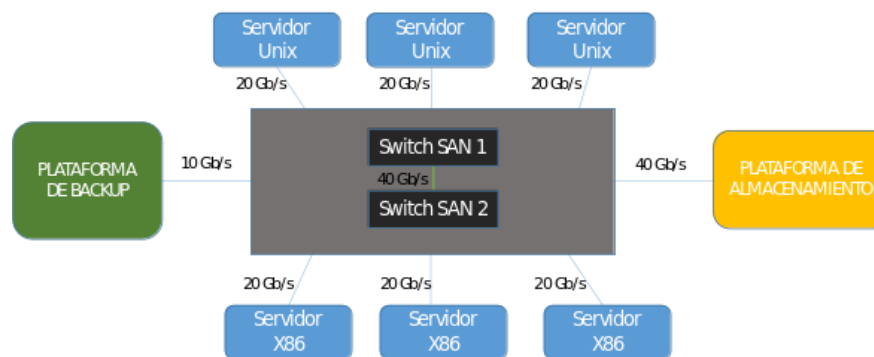 Servidor
Unix
Servidor
Unix
Servidor
Unix
20 Gb/s
20 Gb/s
20 Gb/s
PLATAFORMA
DE BACKUP
10 Gb/s
Switch SAN 1
40 Gb/s
Switch SAN 2
40 Gb/s
PLATAFORMA DE
ALMACENAMIENTO
20 Gb/s
20 Gb/s
20 Gb/s
Servidor
X86
Servidor
X86
Servidor
X86